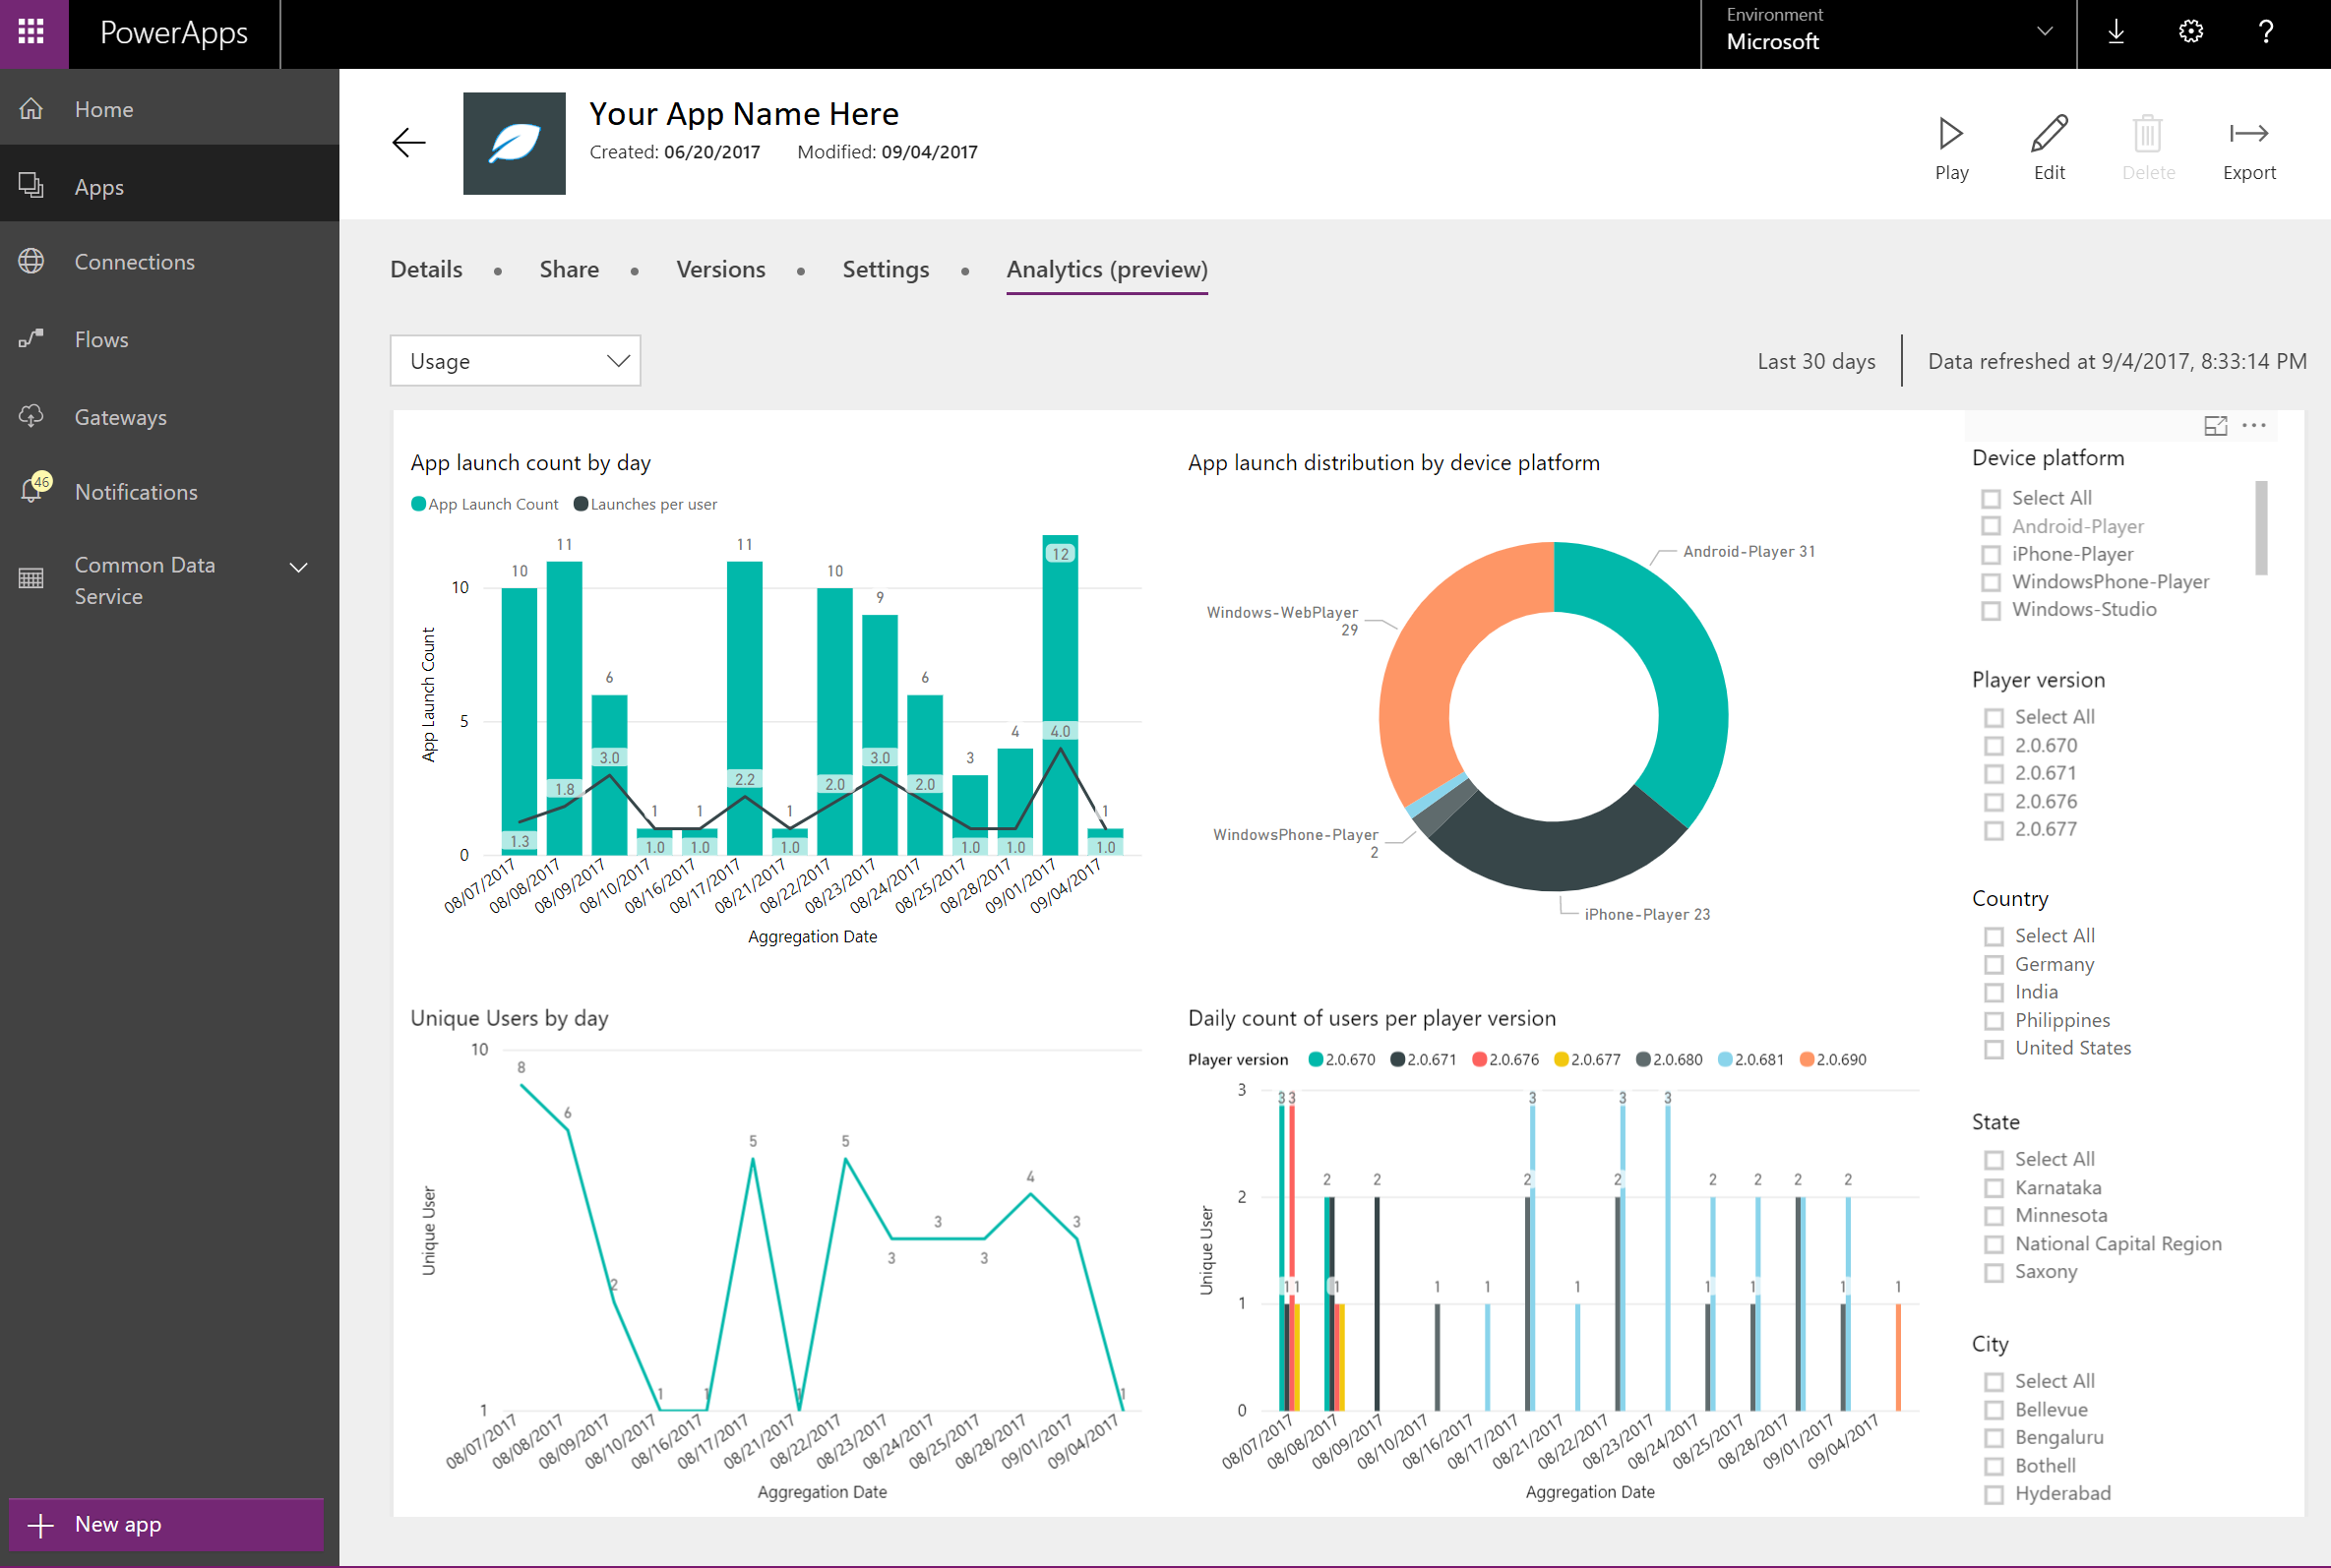 PowerApps
Environment
Microsoft
?
Home
Apps
Connections
Flows
Gateways
46
Notifications
Common Data
Service
New app
Your App Name Here
Created: 06/20/2017 Modified: 09/04/2017
Play
Edit
Delete
Export
Details • Share • Versions • Settings • Analytics (preview)
Usage
Last 30 days
Data refreshed at 9/4/2017, 8:33:14 PM
App launch count by day
App Launch Count Launches per user
App Launch Count
10
5
0
10 11 6 1 1 11 1 10 9 6 3 4 12 1
1.3 1.8 3.0 1.0 1.0 2.2 1.0 2.0 3.0 2.0 1.0 1.0 4.0 1.0
08/07/2017 08/08/2017 08/09/2017 08/10/2017 08/16/2017 08/17/2017 08/21/2017 08/22/2017 08/23/2017 08/24/2017 08/25/2017 08/28/2017 09/01/2017 09/04/2017
Aggregation Date
App launch distribution by device platform
Android-Player 31
Windows-WebPlayer
29
WindowsPhone-Player
2
iPhone-Player 23
Unique Users by day
Unique User
10
1
8 6 2 1 1 5 1 5 3 3 3 4 3 1
08/07/2017 08/08/2017 08/09/2017 08/10/2017 08/16/2017 08/17/2017 08/21/2017 08/22/2017 08/23/2017 08/24/2017 08/25/2017 08/28/2017 09/01/2017 09/04/2017
Aggregation Date
Daily count of users per player version
Player version 2.0.670 2.0.671 2.0.676 2.0.677 2.0.680 2.0.681 2.0.690
Unique User
3
2
1
0
3 3 3 3 3
2 2 2 2 2 2 2 2
1 1 1 1 1 1 1 1 1 1
08/07/2017 08/08/2017 08/09/2017 08/10/2017 08/16/2017 08/17/2017 08/21/2017 08/22/2017 08/23/2017 08/24/2017 08/25/2017 08/28/2017 09/01/2017 09/04/2017
Aggregation Date
Device platform
Select All
Android-Player
iPhone-Player
WindowsPhone-Player
Windows-Studio
Player version
Select All
2.0.670
2.0.671
2.0.676
2.0.677
Country
Select All
Germany
India
Philippines
United States
State
Select All
Karnataka
Minnesota
National Capital Region
Saxony
City
Select All
Bellevue
Bengaluru
Bothell
Hyderabad